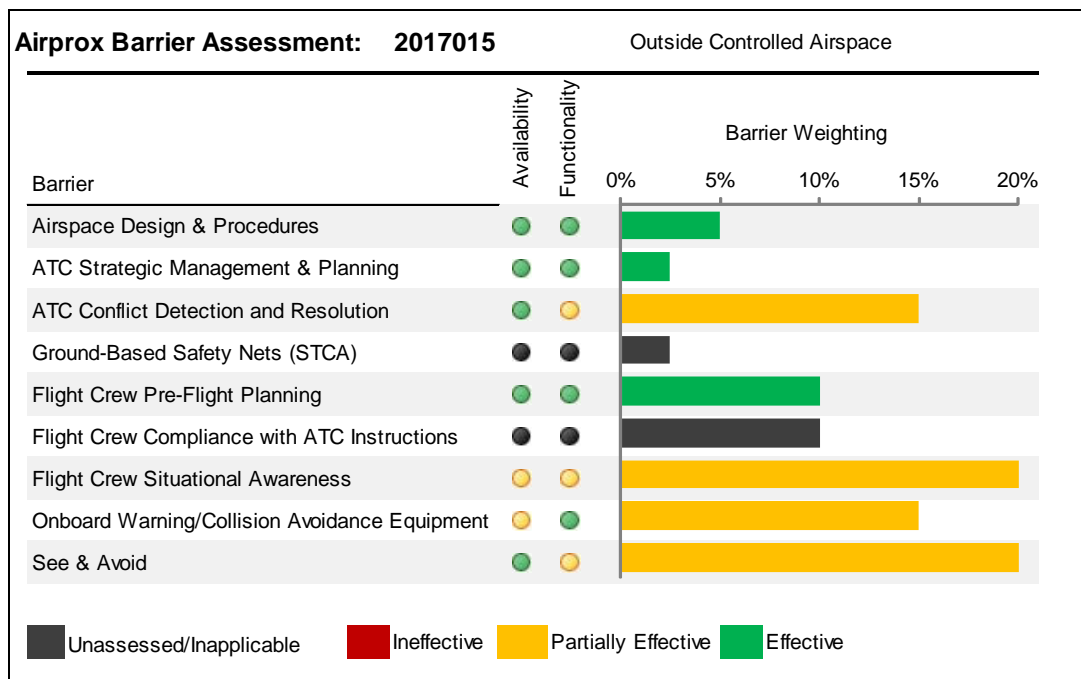 Airprox Barrier Assessment: 2017015 Outside Controlled Airspace
Availability
Functionality
Barrier Weighting
Barrier
0% 5% 10% 15% 20%
Airspace Design & Procedures
ATC Strategic Management & Planning
ATC Conflict Detection and Resolution
Ground-Based Safety Nets (STCA)
Flight Crew Pre-Flight Planning
Flight Crew Compliance with ATC Instructions
Flight Crew Situational Awareness
Onboard Warning/Collision Avoidance Equipment
See & Avoid
Unassessed/Inapplicable Ineffective Partially Effective Effective